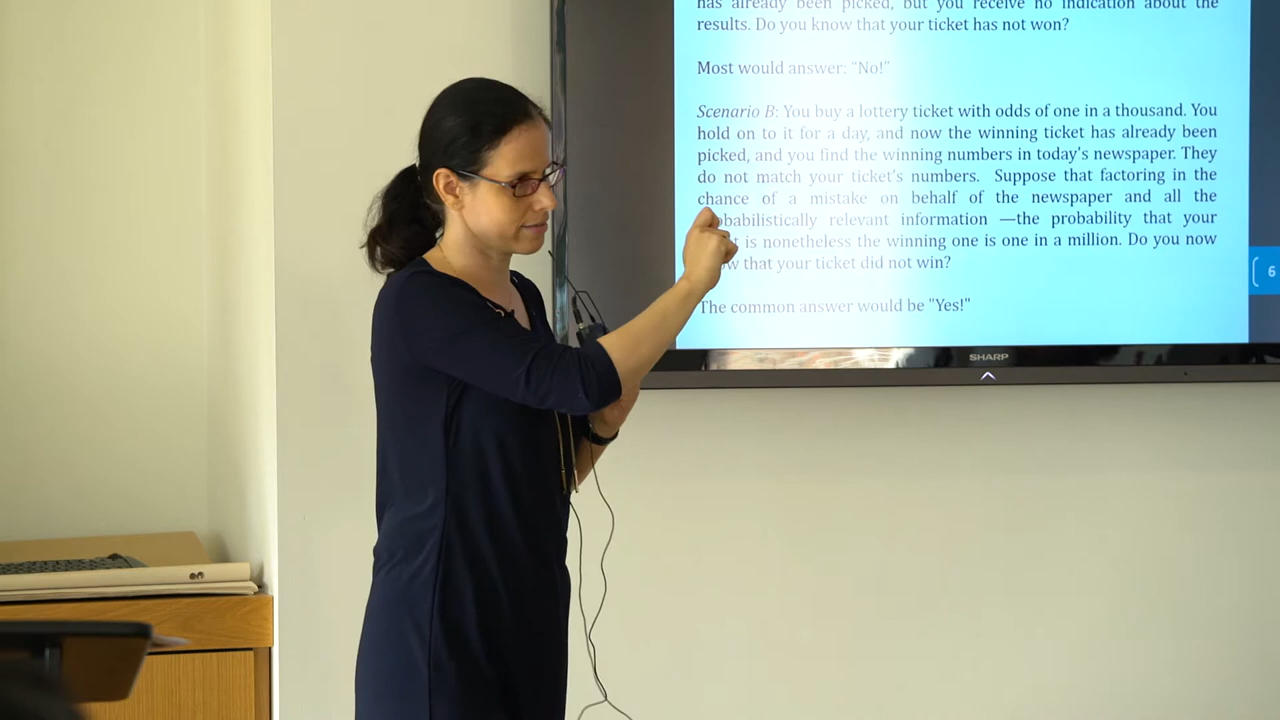 has already been picked, but you receive no indication about the
results. Do you know that your ticket has not won?
Most would answer: “No!”
Scenario B: You buy a lottery ticket with odds of one in a thousand. You
hold on to it for a day, and now the winning ticket has already been
picked, and you find the winning numbers in today's newspaper. They
do not match your ticket's numbers. Suppose that factoring in the
chance of a mistake on behalf of the newspaper and all the
relevant information —the probability that your
is nonetheless the winning one is one in a million. Do you now
that your ticket did not win?
The common answer would be "Yes!"
6
SHARP